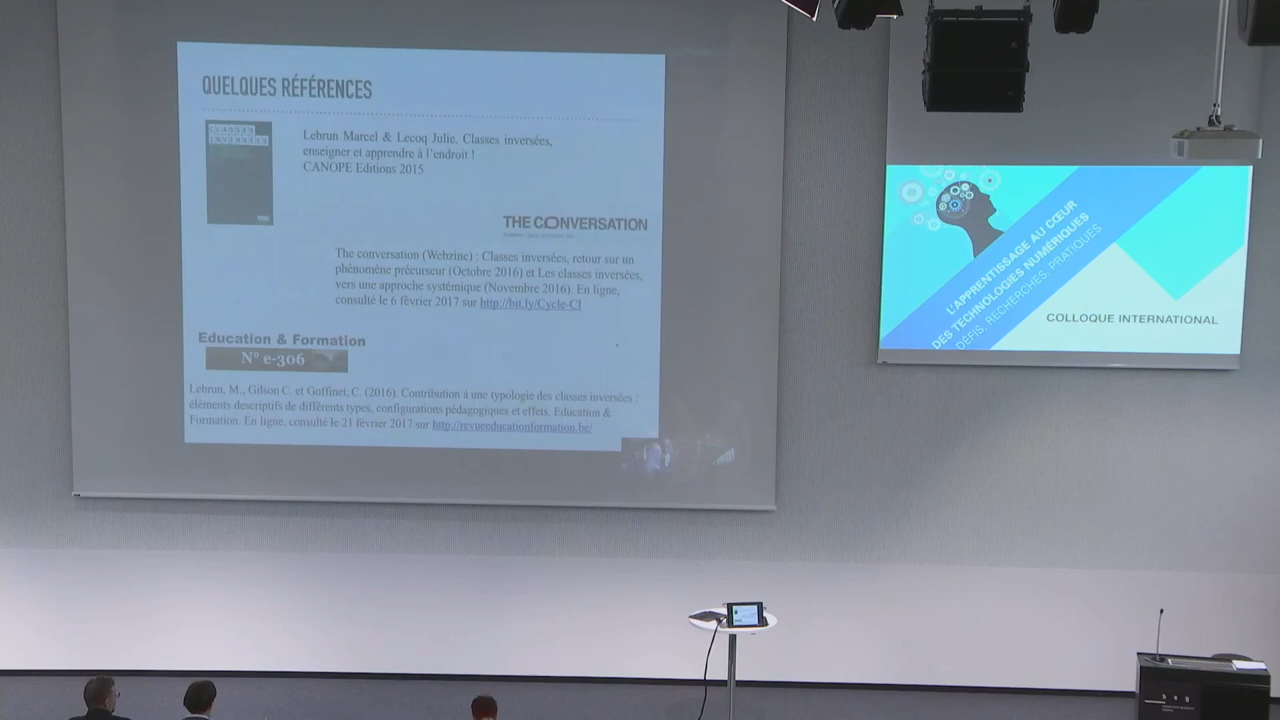 QUELQUES RÉFÉRENCES
CLASSES
INVERSÉES
Lebrun Marcel & Lecoq Julie. Classes inversées,
enseigner et apprendre à l'endroit !
CANOPE Editions 2015
THE CONVERSATION
The conversation (Webzine) : Classes inversées, retour sur un
phénomène précurseur (Octobre 2016) et Les classes inversées,
vers une approche systémique (Novembre 2016). En ligne,
consulté le 6 février 2017 sur http://bit.ly/Cycle-CI
Education & Formation
N° e-306
Lebrun, M., Gilson C. et Goffinet, C. (2016). Contribution à une typologie des classes inversées :
éléments descriptifs de différents types, configurations pédagogiques et effets. Education &
Formation. En ligne, consulté le 21 février 2017 sur http://revueeducationformation.be/
L'APPRENTISSAGE AU CŒUR
DES TECHNOLOGIES NUMÉRIQUES
DÉFIS, RECHERCHES, PRATIQUES
COLLOQUE INTERNATIONAL
h e g